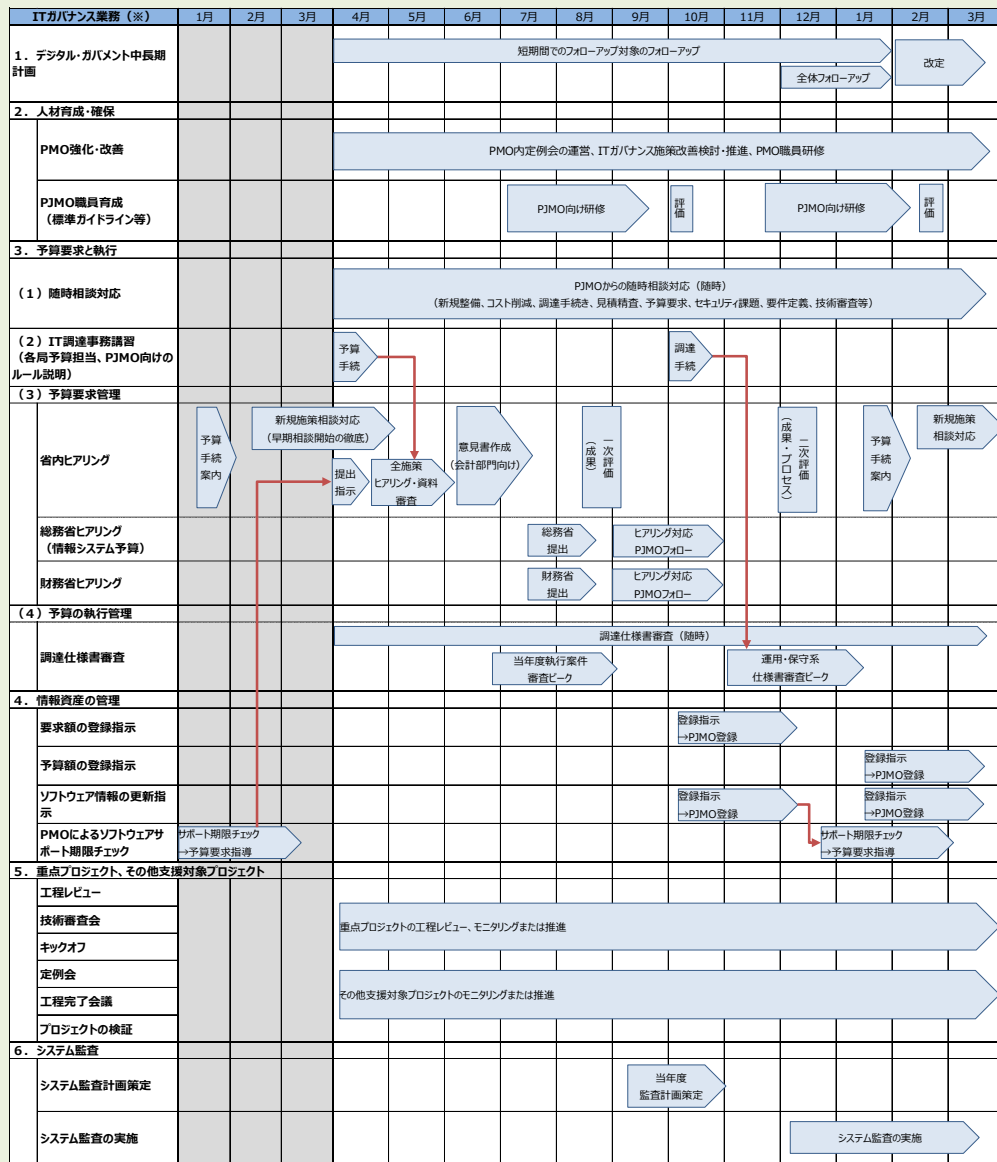 ITガバナンス業務（※） 1月 2月 3月 4月 5月 6月 7月 8月 9月 10月 11月 12月 1月 2月 3月
1．デジタル・ガバメント中長期
計画
短期間でのフォローアップ対象のフォローアップ
全体フォローアップ
改定
2．人材育成・確保
PMO強化・改善
PMO内定例会の運営、ITガバナンス施策改善検討・推進、PMO職員研修
PJMO職員育成
（標準ガイドライン等）
PJMO向け研修
評価
PJMO向け研修
評価
3．予算要求と執行
（1）随時相談対応
PJMOからの随時相談対応（随時）
（新規整備、コスト削減、調達手続き、見積精査、予算要求、セキュリティ課題、要件定義、技術審査等）
（2）IT調達事務講習
（各局予算担当、PJMO向けの
ルール説明）
予算
手続
調達
手続
（3）予算要求管理
省内ヒアリング
予算
手続
案内
新規施策相談対応
（早期相談開始の徹底）
提出
指示
全施策
ヒアリング・資料
審査
意見書作成
（会計部門向け）
一次評価
（成果）
二次評価
（成果・プロセス）
予算
手続
案内
新規施策
相談対応
総務省ヒアリング
（情報システム予算）
総務省
提出
ヒアリング対応
PJMOフォロー
財務省ヒアリング
財務省
提出
ヒアリング対応
PJMOフォロー
（4）予算の執行管理
調達仕様書審査
調達仕様書審査（随時）
当年度執行案件
審査ピーク
運用・保守系
仕様書審査ピーク
4．情報資産の管理
要求額の登録指示
登録指示
→PJMO登録
予算額の登録指示
登録指示
→PJMO登録
ソフトウェア情報の更新指
示
登録指示
→PJMO登録
登録指示
→PJMO登録
PMOによるソフトウェアサ
ポート期限チェック
サポート期限チェック
→予算要求指導
サポート期限チェック
→予算要求指導
5．重点プロジェクト、その他支援対象プロジェクト
工程レビュー
技術審査会
キックオフ
重点プロジェクトの工程レビュー、モニタリングまたは推進
定例会
工程完了会議
プロジェクトの検証
その他支援対象プロジェクトのモニタリングまたは推進
6．システム監査
システム監査計画策定
当年度
監査計画策定
システム監査の実施
システム監査の実施